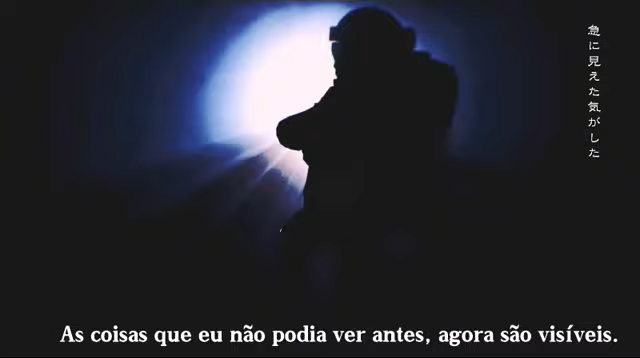 急に見えた気がした
As coisas que eu não podia ver antes, agora são visíveis.